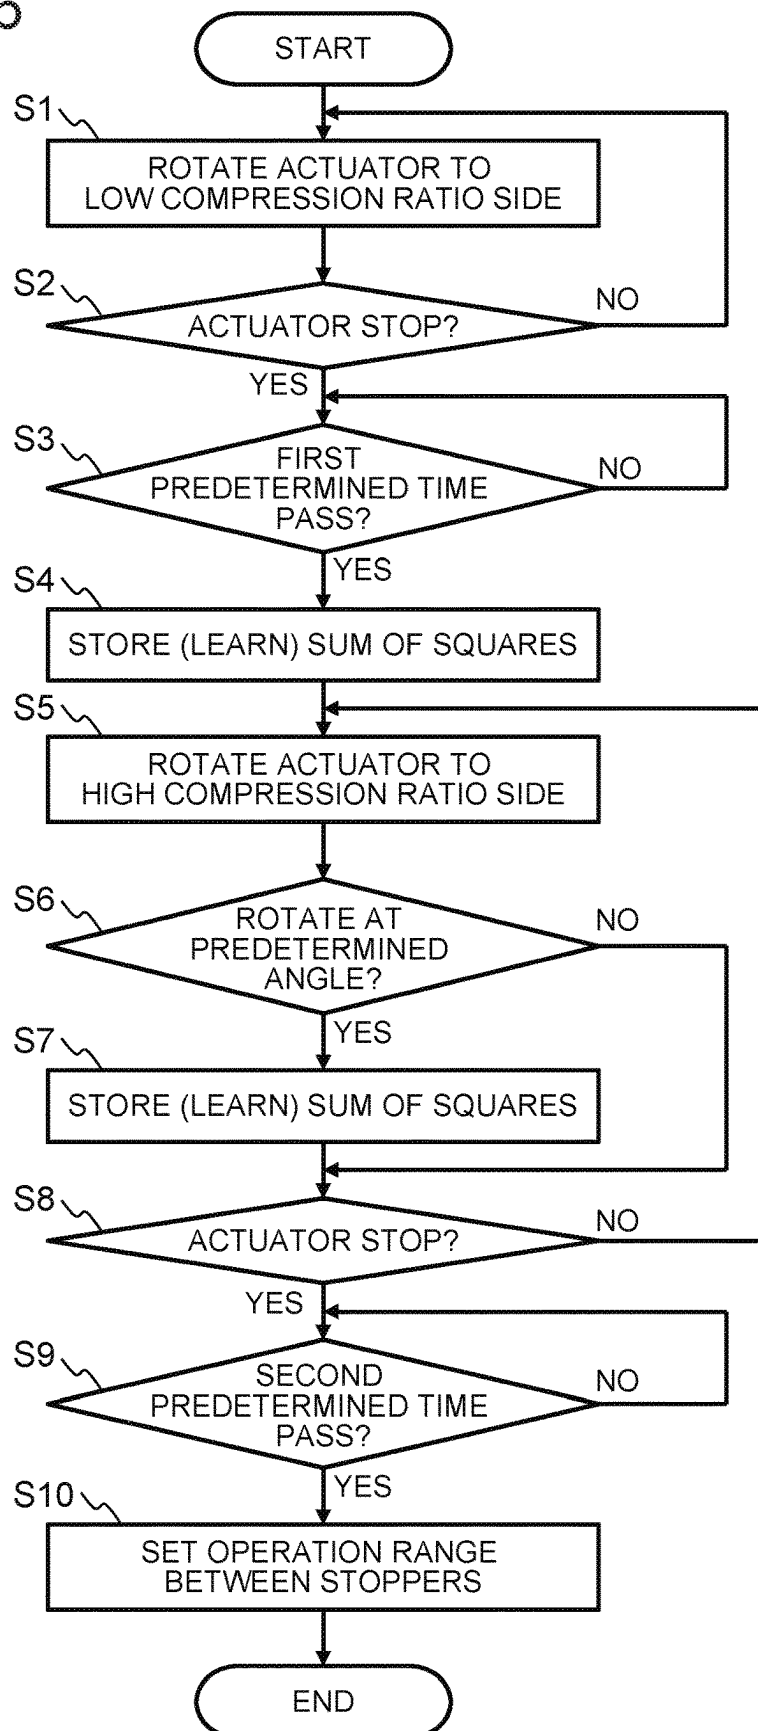 START
S1
ROTATE ACTUATOR TO
LOW COMPRESSION RATIO SIDE
S2
ACTUATOR STOP?
NO
YES
S3
FIRST
PREDETERMINED TIME
PASS?
NO
YES
S4
STORE (LEARN) SUM OF SQUARES
S5
ROTATE ACTUATOR TO
HIGH COMPRESSION RATIO SIDE
S6
ROTATE AT
PREDETERMINED
ANGLE?
NO
YES
S7
STORE (LEARN) SUM OF SQUARES
S8
ACTUATOR STOP?
NO
YES
S9
SECOND
PREDETERMINED TIME
PASS?
NO
YES
S10
SET OPERATION RANGE
BETWEEN STOPPERS
END